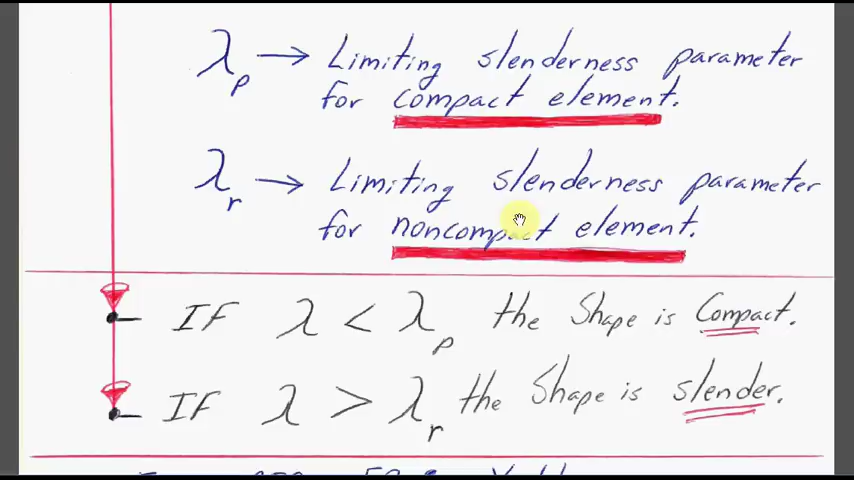 λp → Limiting slenderness parameter
for compact element.
λr → Limiting slenderness parameter
for noncompact element.
IF λ < λp the Shape is Compact.
IF λ > λr the Shape is slender.